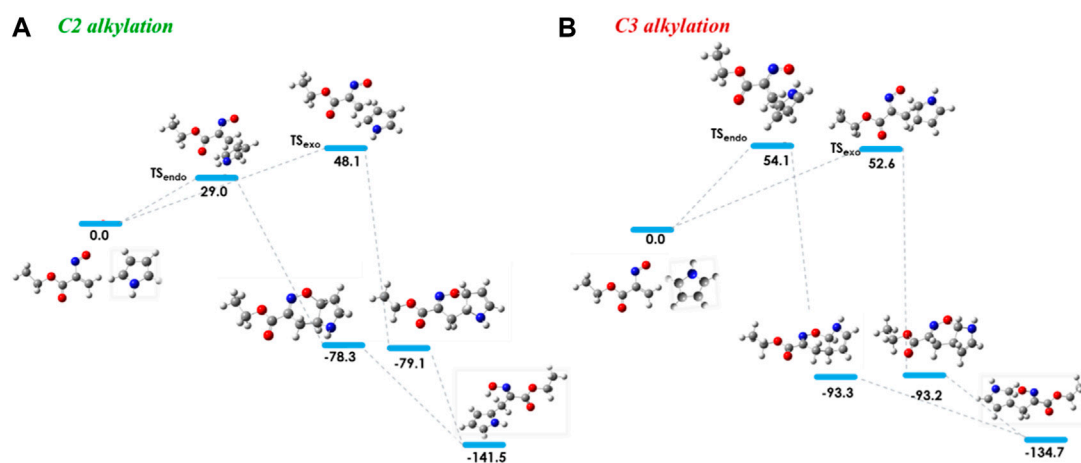 A C2 alkylation
TSendo
29.0
TSexo
48.1
0.0
-78.3
-79.1
-141.5
B C3 alkylation
TSendo
54.1
TSexo
52.6
0.0
-93.3
-93.2
-134.7